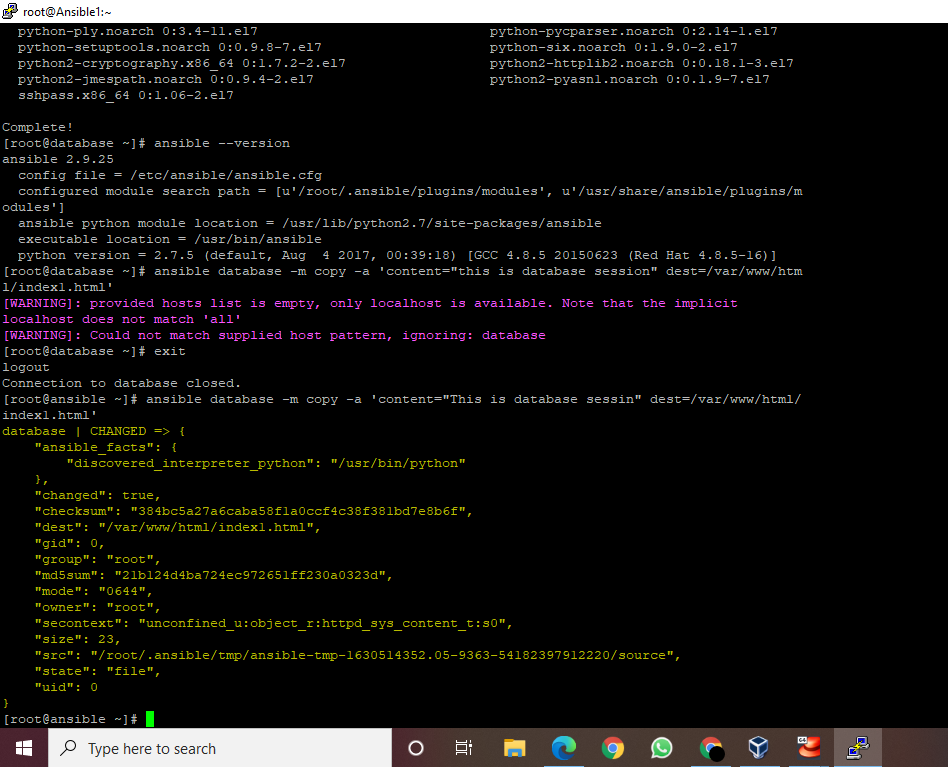 root@Ansible1:~
python-ply.noarch 0:3.4-11.el7 python-pycparser.noarch 0:2.14-1.el7
python-setuptools.noarch 0:0.9.8-7.el7 python-six.noarch 0:1.9.0-2.el7
python2-cryptography.x86_64 0:1.7.2-2.el7 python2-httplib2.noarch 0:0.18.1-3.el7
python2-jmespath.noarch 0:0.9.4-2.el7 python2-pyasn1.noarch 0:0.1.9-7.el7
sshpass.x86_64 0:1.06-2.el7
Complete!
[root@database ~]# ansible --version
ansible 2.9.25
config file = /etc/ansible/ansible.cfg
configured module search path = [u'/root/.ansible/plugins/modules', u'/usr/share/ansible/plugins/m
odules']
ansible python module location = /usr/lib/python2.7/site-packages/ansible
executable location = /usr/bin/ansible
python version = 2.7.5 (default, Aug  4 2017, 00:39:18) [GCC 4.8.5 20150623 (Red Hat 4.8.5-16)]
[root@database ~]# ansible database -m copy -a 'content="this is database session" dest=/var/www/htm
l/index1.html'
[WARNING]: provided hosts list is empty, only localhost is available. Note that the implicit
localhost does not match 'all'
[WARNING]: Could not match supplied host pattern, ignoring: database
[root@database ~]# exit
logout
Connection to database closed.
[root@ansible ~]# ansible database -m copy -a 'content="This is database sessin" dest=/var/www/html/
index1.html'
database | CHANGED => {
"ansible_facts": {
"discovered_interpreter_python": "/usr/bin/python"
},
"changed": true,
"checksum": "384bc5a27a6caba58f1a0ccf4c38f381bd7e8b6f",
"dest": "/var/www/html/index1.html",
"gid": 0,
"group": "root",
"md5sum": "21b124d4ba724ec972651ff230a0323d",
"mode": "0644",
"owner": "root",
"secontext": "unconfined_u:object_r:httpd_sys_content_t:s0",
"size": 23,
"src": "/root/.ansible/tmp/ansible-tmp-1630514352.05-9363-54182397912220/source",
"state": "file",
"uid": 0
}
[root@ansible ~]#
Type here to search
64